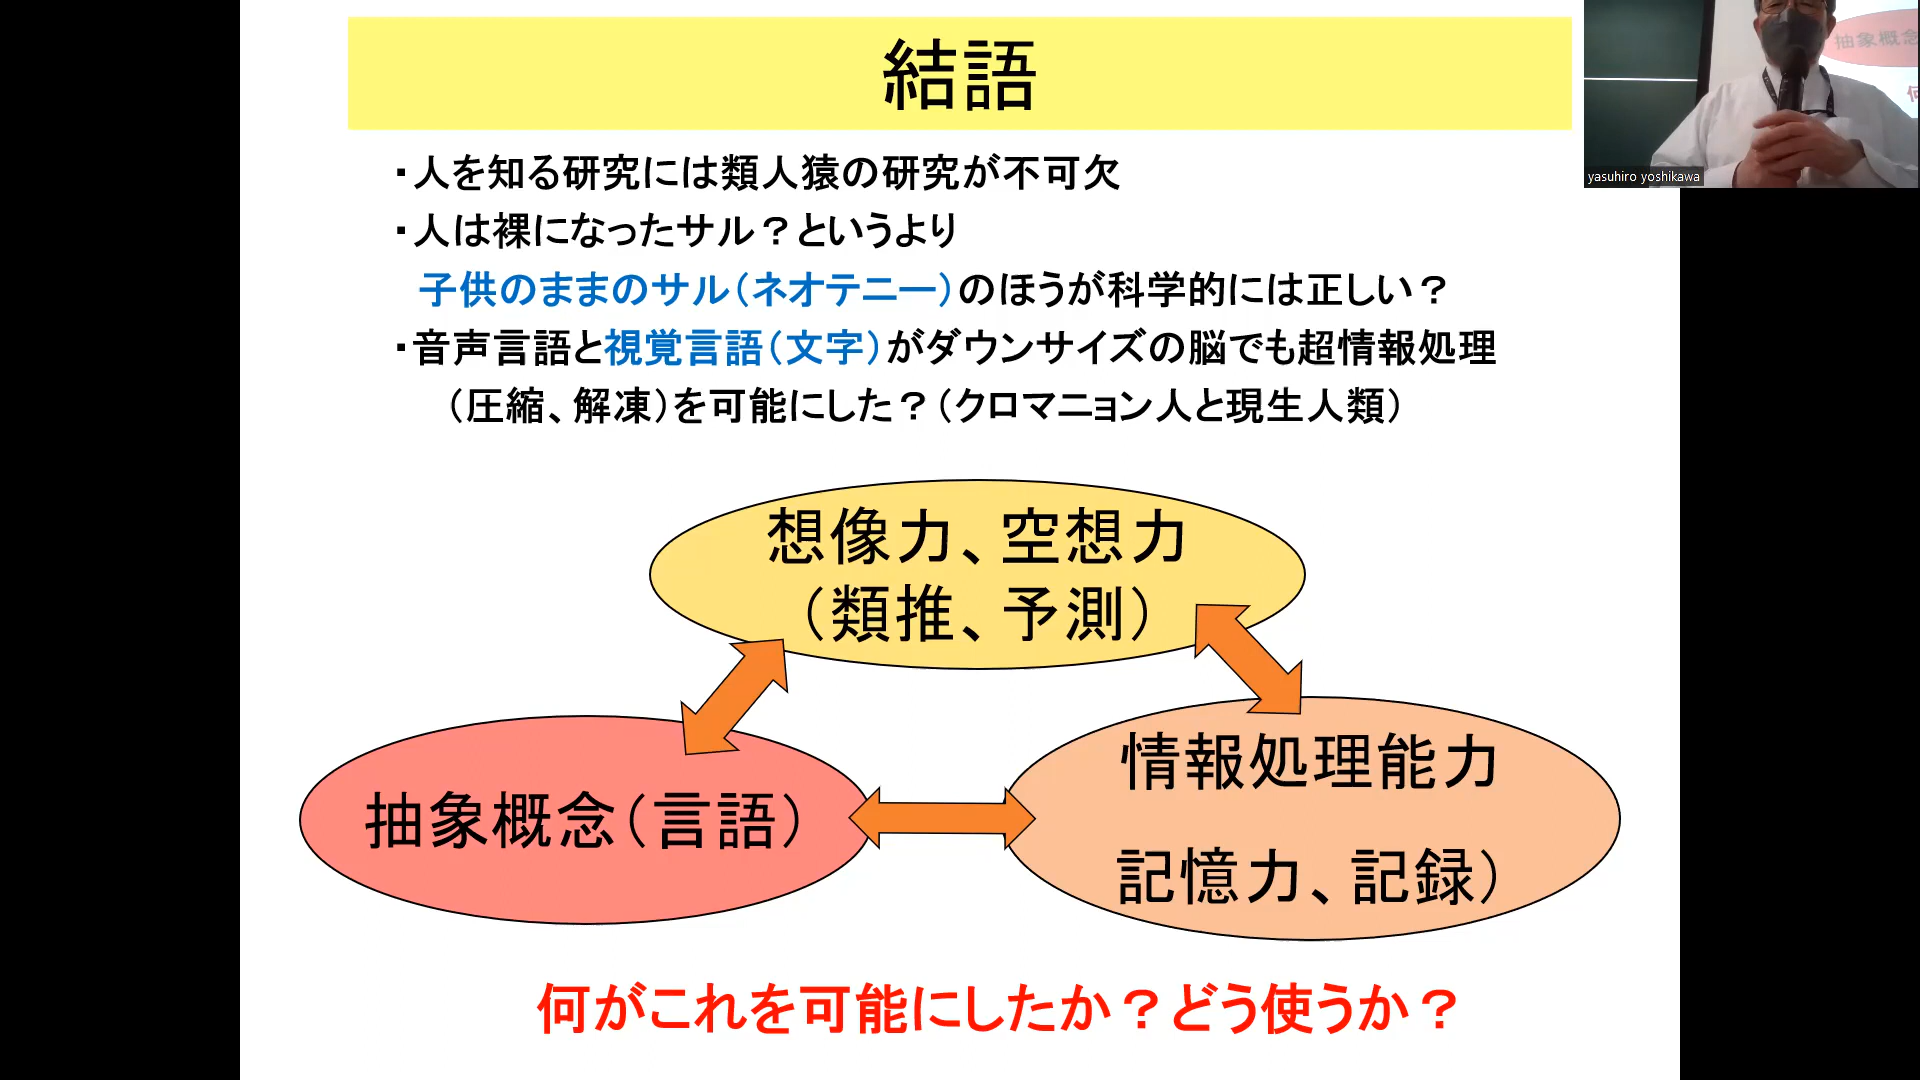 結語
・人を知る研究には類人猿の研究が不可欠
・人は裸になったサル？というより
子供のままのサル（ネオテニー）のほうが科学的には正しい？
・音声言語と視覚言語（文字）がダウンサイズの脳でも超情報処理
（圧縮、解凍）を可能にした？（クロマニョン人と現生人類）
想像力、空想力
（類推、予測）
抽象概念（言語）
情報処理能力
記憶力、記録）
何がこれを可能にしたか？どう使うか？
抽象概念
何
yasuhiro yoshikawa